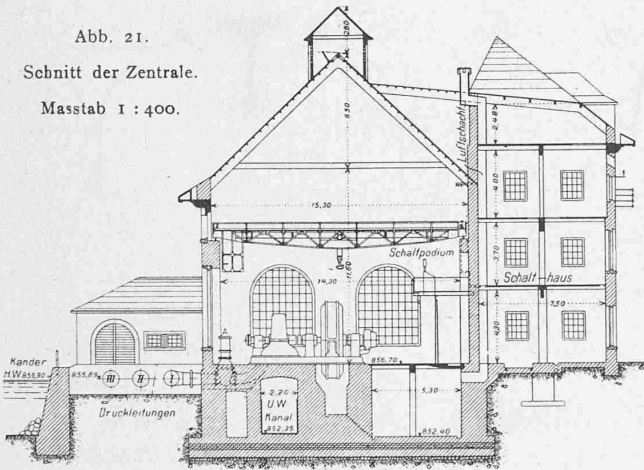 Abb. 21.
Schnitt der Zentrale.
Masstab 1 : 400.
2,80
6,50
15,30
11,60
14,30
Luftschacht
Schaltpodium
2,48
4,00
3,70
Schalt-haus
7,50
4,20
Kander
H.W. 855,90
855,89
III
II
I
Druckleitungen
2,20
U.W.
Kanal
852,35
856,70
5,30
852,40